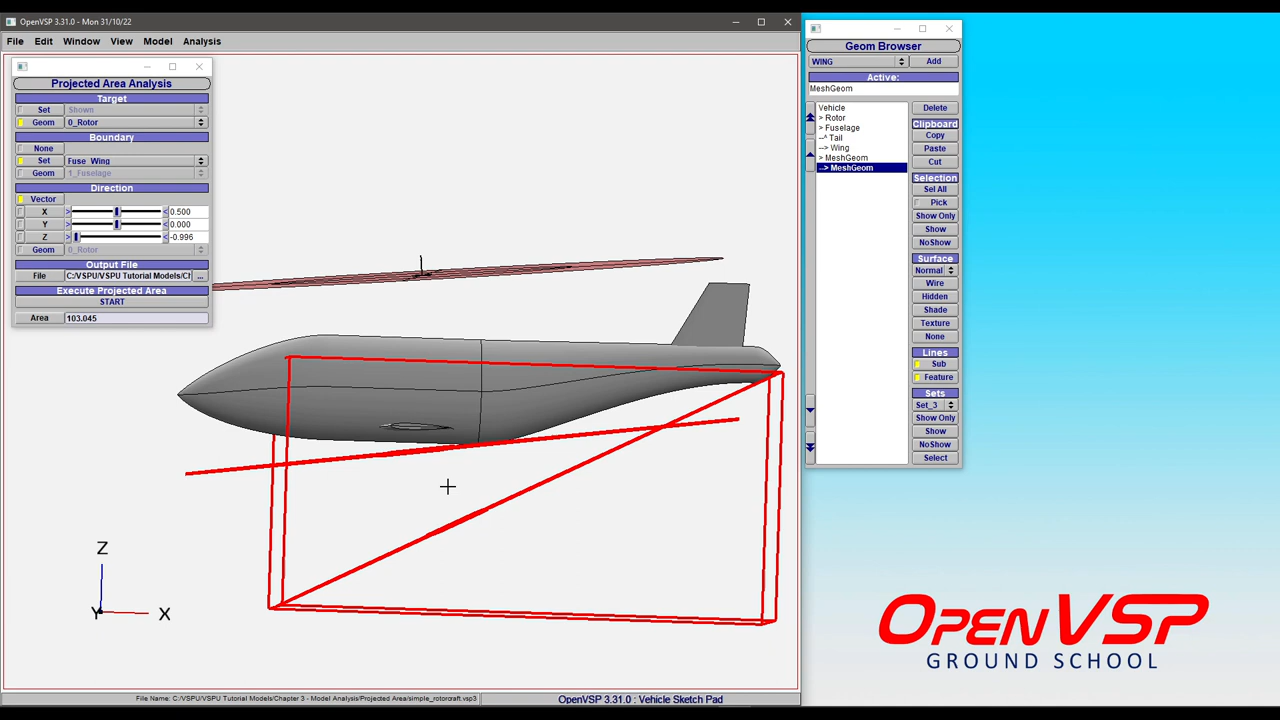 OpenVSP 3.31.0 - Mon 31/10/22
File Edit Window View Model Analysis
Projected Area Analysis
Target
Set Shown
Geom 0_Rotor
Boundary
None
Set Fuse_Wing
Geom 1_Fuselage
Direction
Vector
X > < 0.500
Y > < 0.000
Z > < -0.996
Geom 0_Rotor
Output File
File C:/VSPU/VSPU Tutorial Models/Ch ...
Execute Projected Area
START
Area 103.045
Z
Y X
File Name: C:/VSPU/VSPU Tutorial Models/Chapter 3 - Model Analysis/Projected Area/simple_rotorcraft.vsp3
OpenVSP 3.31.0 : Vehicle Sketch Pad
Geom Browser
WING Add
Active:
MeshGeom
Vehicle
> Rotor
> Fuselage
--^ Tail
--> Wing
> MeshGeom
--> MeshGeom
Delete
Clipboard
Copy
Paste
Cut
Selection
Sel All
Pick
Show Only
Show
NoShow
Surface
Normal
Wire
Hidden
Shade
Texture
None
Lines
Sub
Feature
Sets
Set_3
Show Only
Show
NoShow
Select
OpenVSP
GROUND SCHOOL